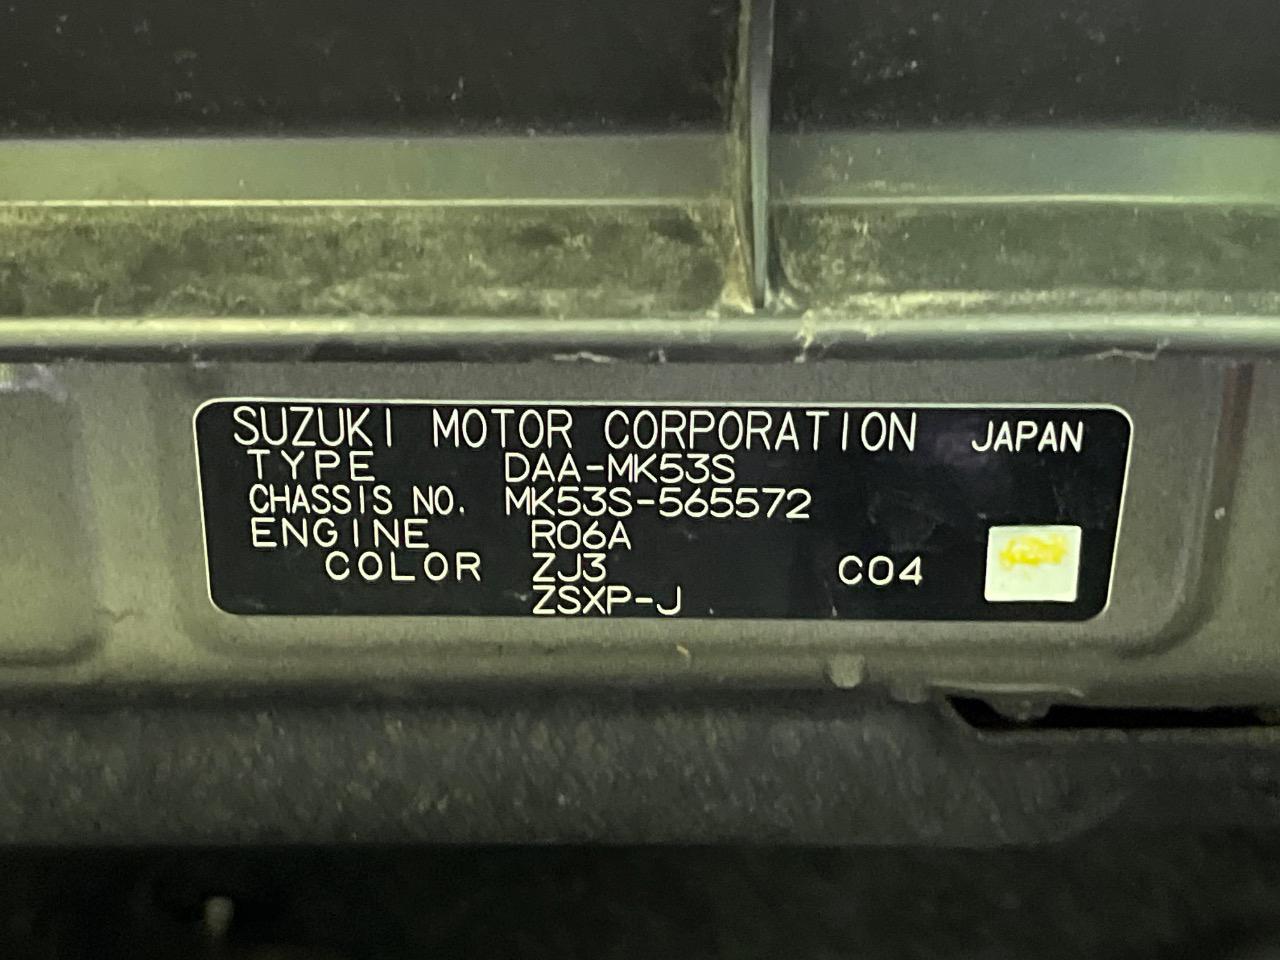 SUZUKI MOTOR CORPORATION JAPAN
TYPE DAA-MK53S
CHASSIS NO. MK53S-565572
ENGINE R06A
COLOR ZJ3 C04
ZSXP-J